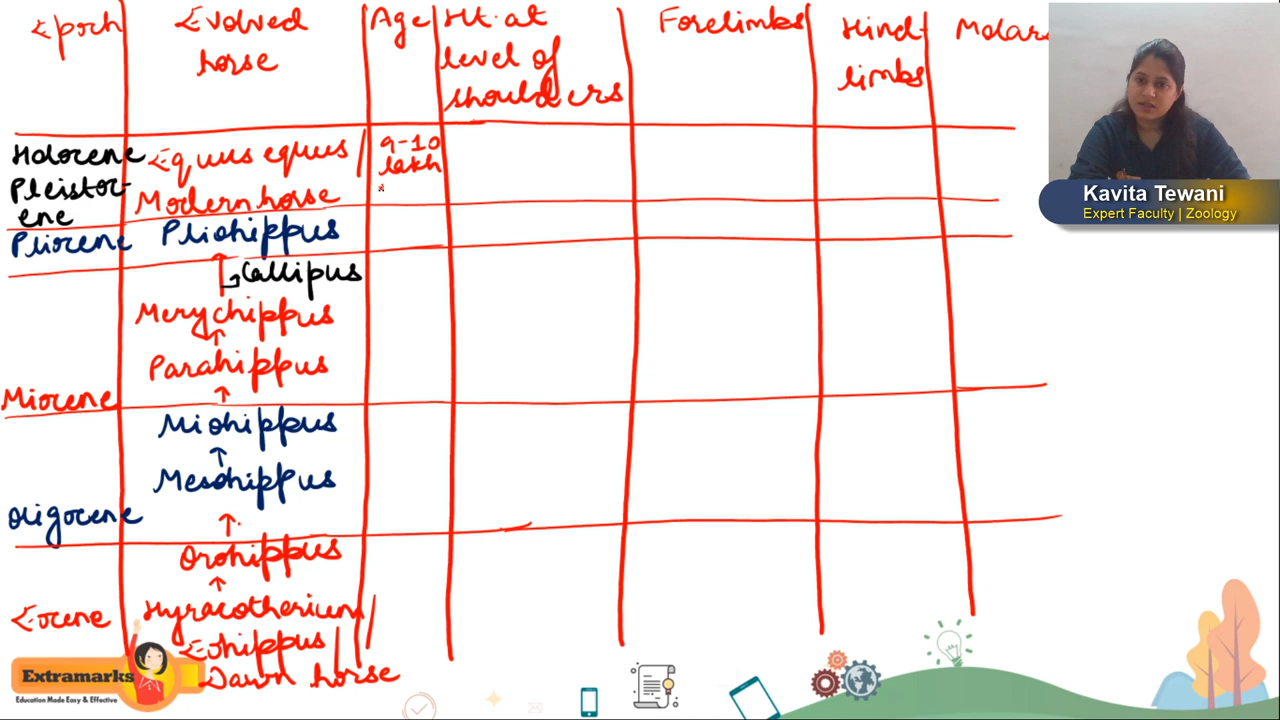 Epoch
Evolved
horse
Age
Ht. at
level of
shoulders
Forelimbs
Hind-
limbs
Molars
Holocene
Pleistoc-
ene
Equus equus /
Modern horse
9-10
lakh
Pliocene
Pliohippus
Callipus
Merychippus
Parahippus
Miocene
Miohippus
Mesohippus
Oligocene
Orohippus
Eocene
Hyracotherium /
Eohippus /
Dawn horse
Kavita Tewani
Expert Faculty | Zoology
Extramarks
Education Made Easy & Effective